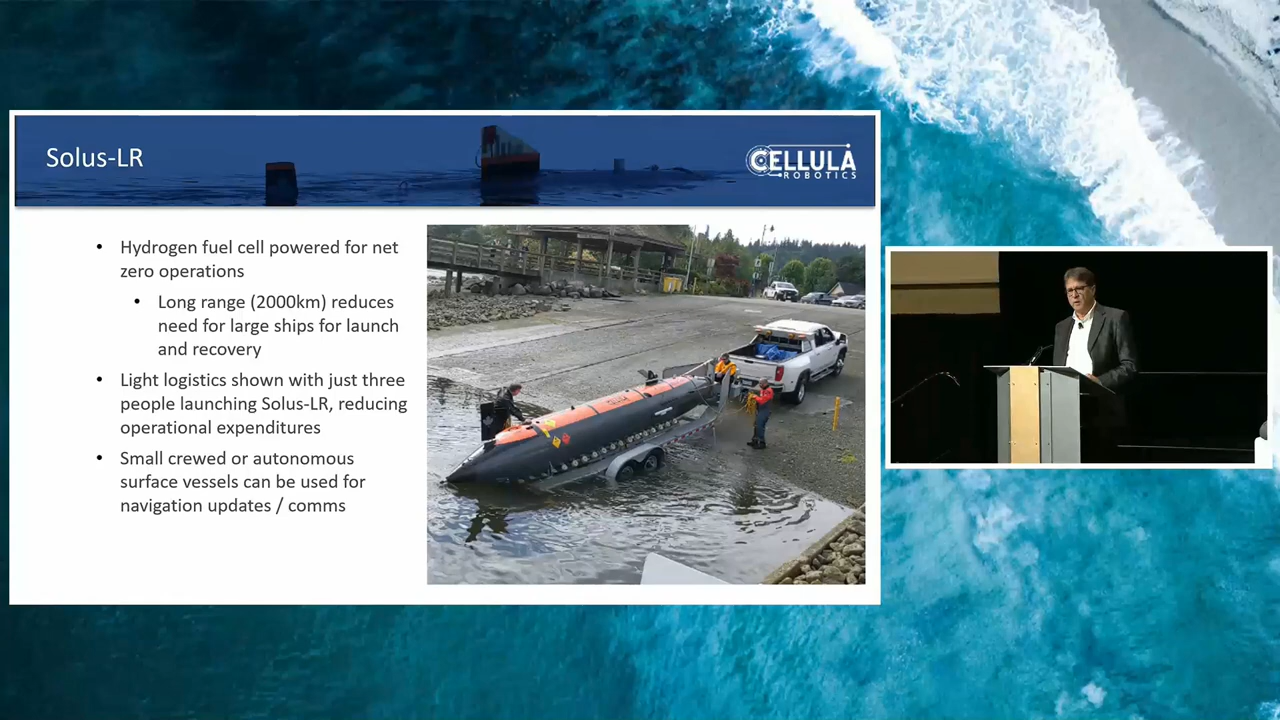 Solus-LR
CELLULA
ROBOTICS
• Hydrogen fuel cell powered for net
zero operations
• Long range (2000km) reduces
need for large ships for launch
and recovery
• Light logistics shown with just three
people launching Solus-LR, reducing
operational expenditures
• Small crewed or autonomous
surface vessels can be used for
navigation updates / comms